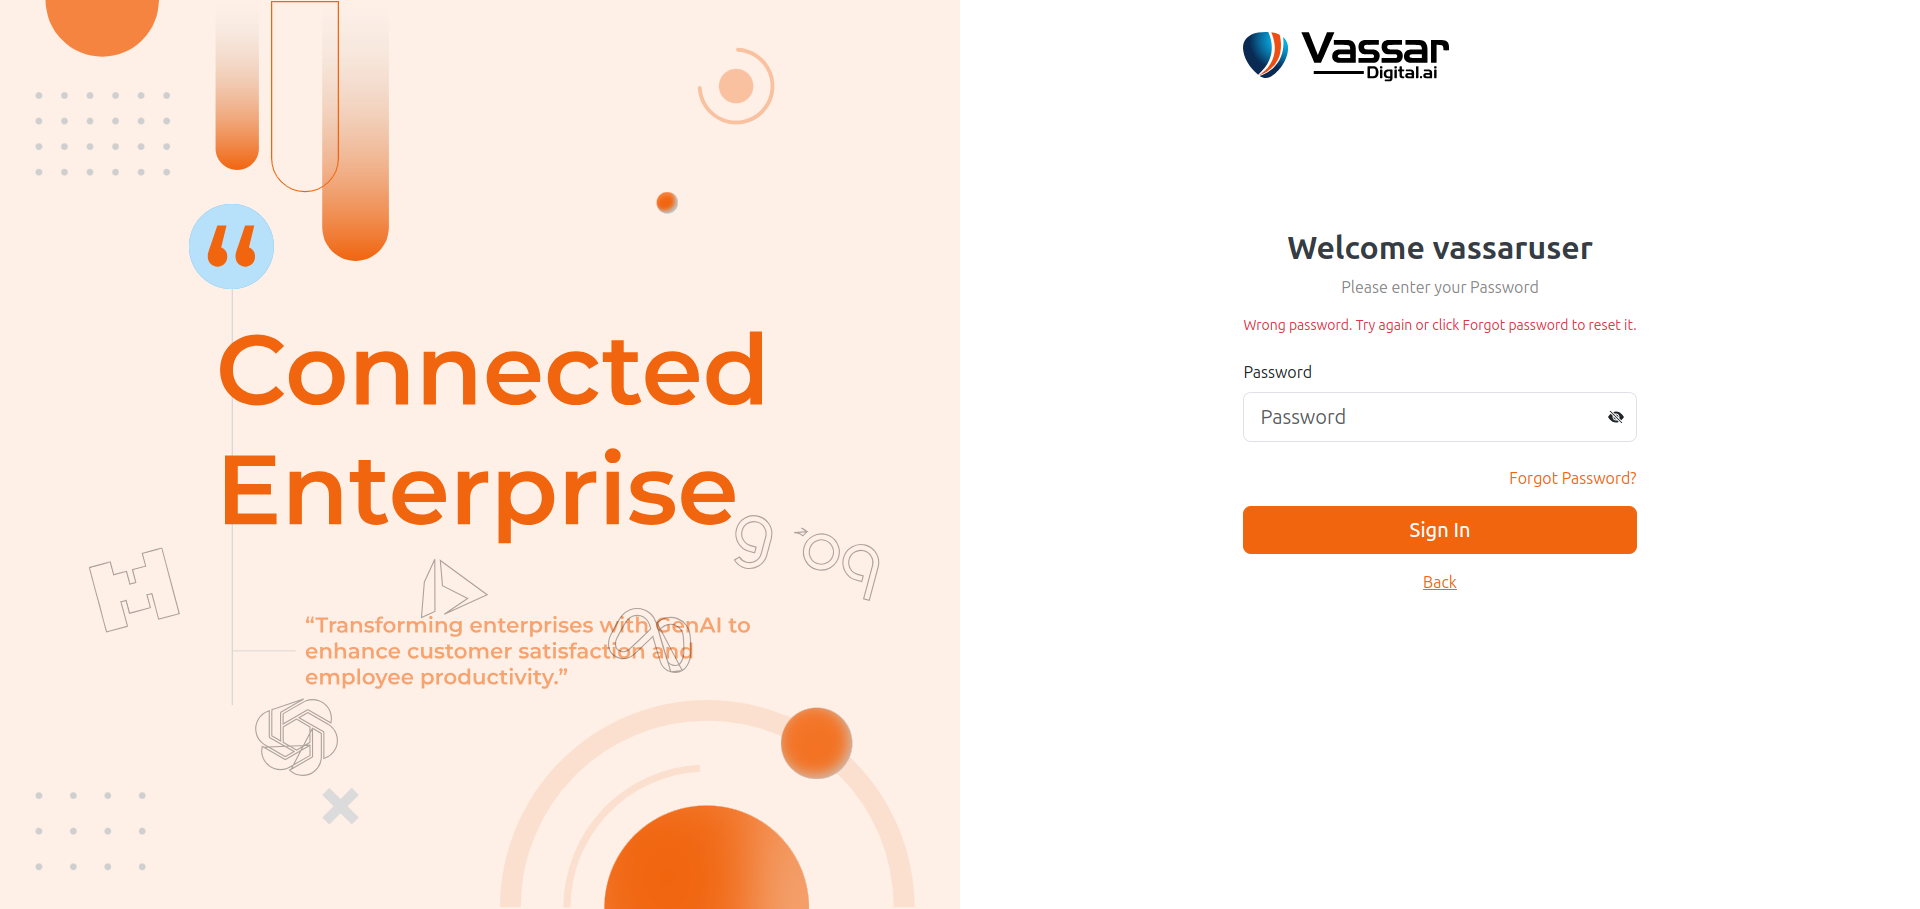 “
Connected
Enterprise
“Transforming enterprises with GenAI to
enhance customer satisfaction and
employee productivity.”
Vassar
Digital.ai
Welcome vassaruser
Please enter your Password
Wrong password. Try again or click Forgot password to reset it.
Password
Password
Forgot Password?
Sign In
Back